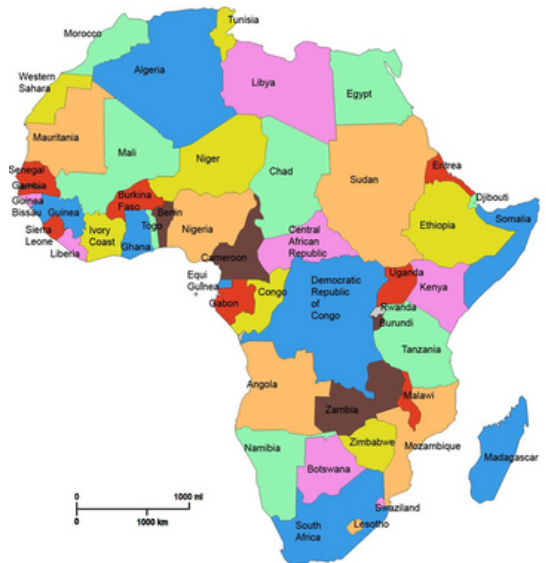 Tunisia
Morocco
Algeria
Libya
Egypt
Western
Sahara
Mauritania
Mali
Niger
Chad
Sudan
Eritrea
Senegal
Gambia
Guinea
Bissau
Guinea
Sierra
Leone
Liberia
Ivory
Coast
Burkina
Faso
Ghana
Togo
Benin
Nigeria
Cameroon
Central
African
Republic
Djibouti
Ethiopia
Somalia
Equi
Guinea
Gabon
Congo
Democratic
Republic
of
Congo
Uganda
Kenya
Rwanda
Burundi
Tanzania
Angola
Zambia
Malawi
Mozambique
Zimbabwe
Namibia
Botswana
Madagascar
Swaziland
South
Africa
Lesotho
0 1000 mi
0 1000 km